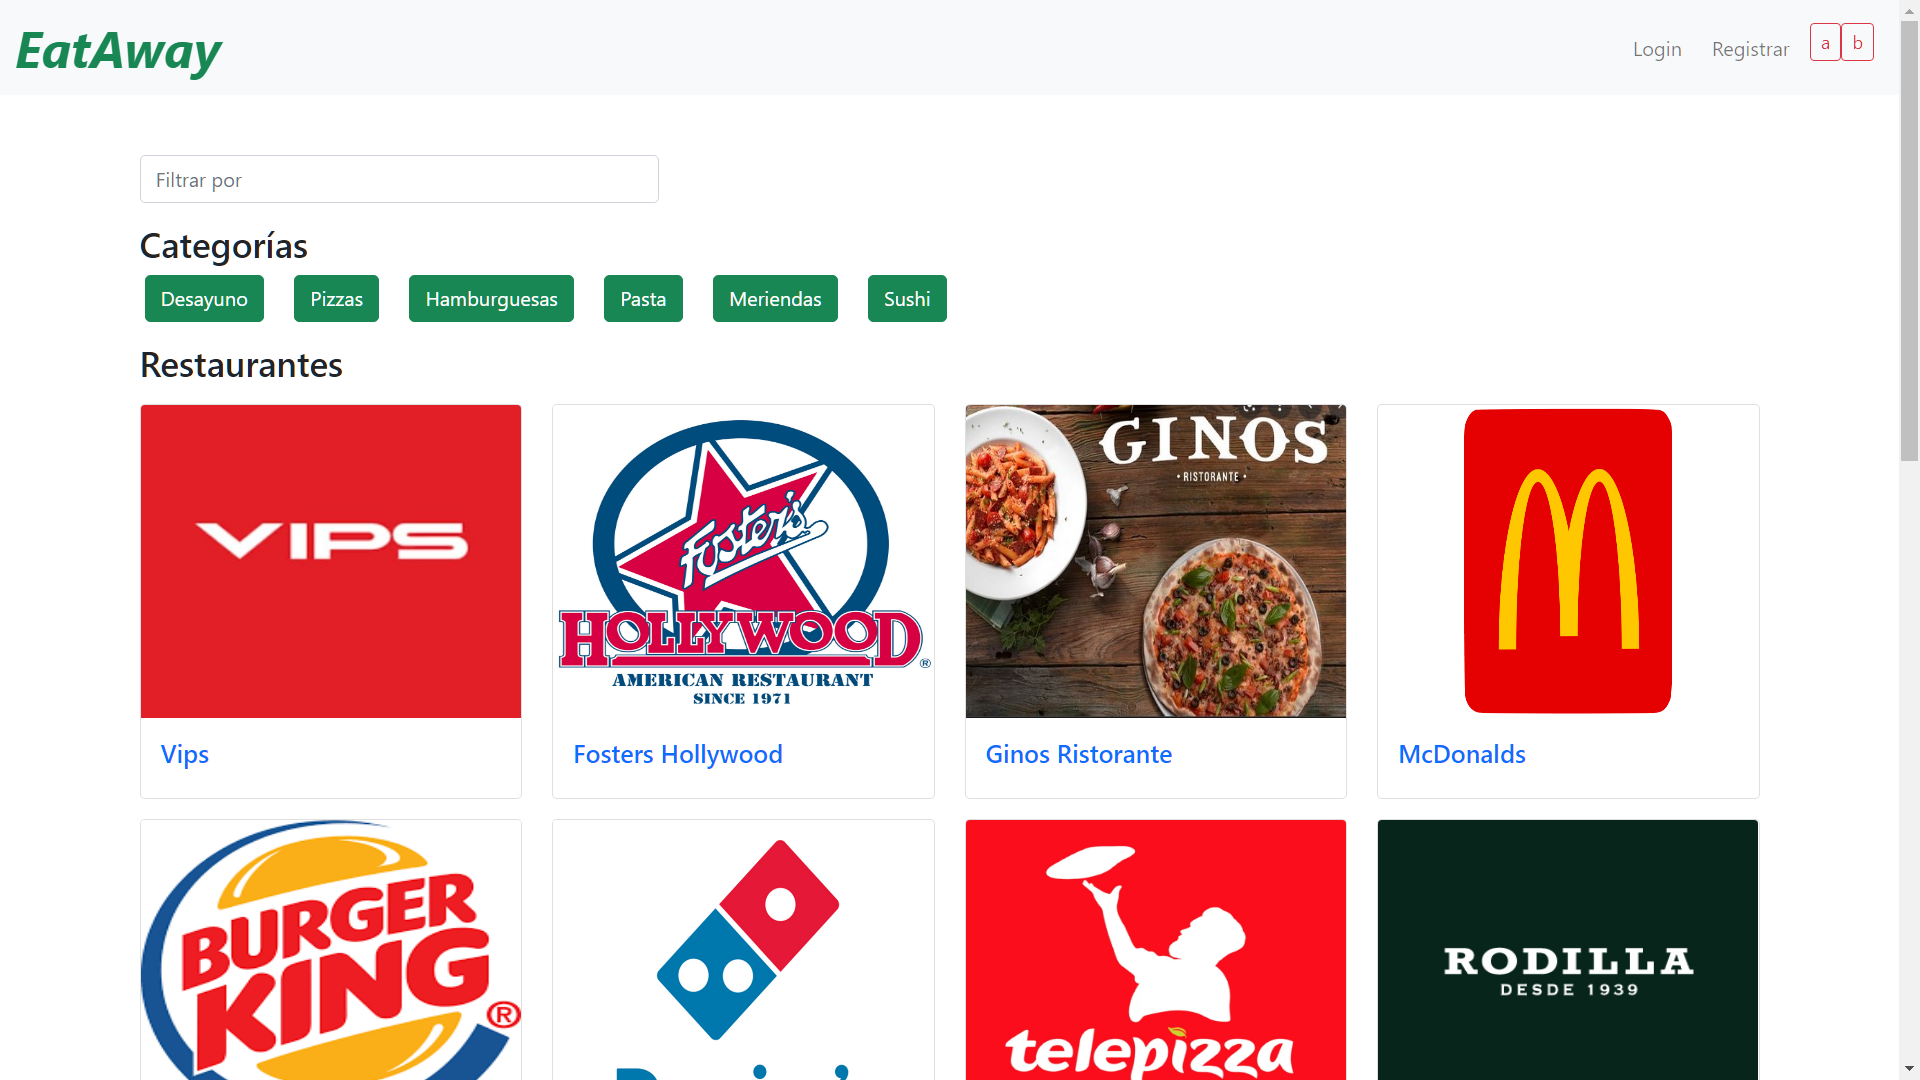 EatAway
Login
Registrar
a
b
Filtrar por
Categorías
Desayuno
Pizzas
Hamburguesas
Pasta
Meriendas
Sushi
Restaurantes
VIPS
Foster's
HOLLYWOOD®
AMERICAN RESTAURANT
SINCE 1971
GINOS
• RISTORANTE •
M
Vips
Fosters Hollywood
Ginos Ristorante
McDonalds
BURGER
KING®
telepizza
RODILLA
DESDE 1939